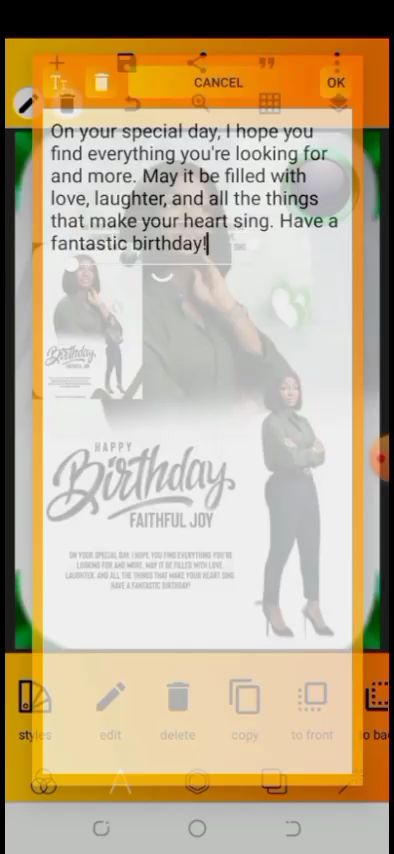 CANCEL
OK
On your special day, I hope you
find everything you're looking for
and more. May it be filled with
love, laughter, and all the things
that make your heart sing. Have a
fantastic birthday!
Birthday
FAITHFUL JOY
HAPPY
Birthday
FAITHFUL JOY
ON YOUR SPECIAL DAY, I HOPE YOU FIND EVERYTHING YOU'RE
LOOKING FOR AND MORE. MAY IT BE FILLED WITH LOVE,
LAUGHTER, AND ALL THE THINGS THAT MAKE YOUR HEART SING
HAVE A FANTASTIC BIRTHDAY!
styles edit delete copy to front to ba